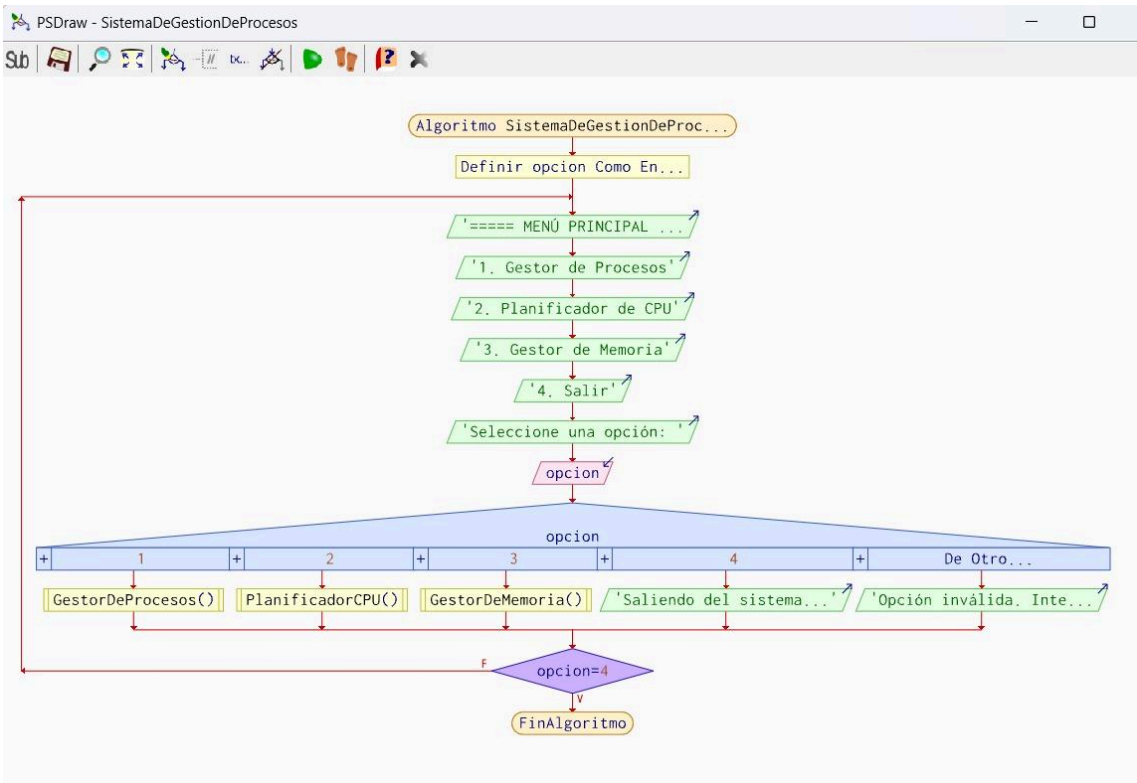 PSDraw - SistemaDeGestionDeProcesos
Sub
tx...
Algoritmo SistemaDeGestionDeProc...
Definir opcion Como En...
'===== MENÚ PRINCIPAL ...
'1. Gestor de Procesos'
'2. Planificador de CPU'
'3. Gestor de Memoria'
'4. Salir'
'Seleccione una opción: '
opcion
opcion
+ 1 + 2 + 3 + 4 + De Otro...
GestorDeProcesos() PlanificadorCPU() GestorDeMemoria() 'Saliendo del sistema...' 'Opción inválida. Inte...
F
opcion=4
V
FinAlgoritmo